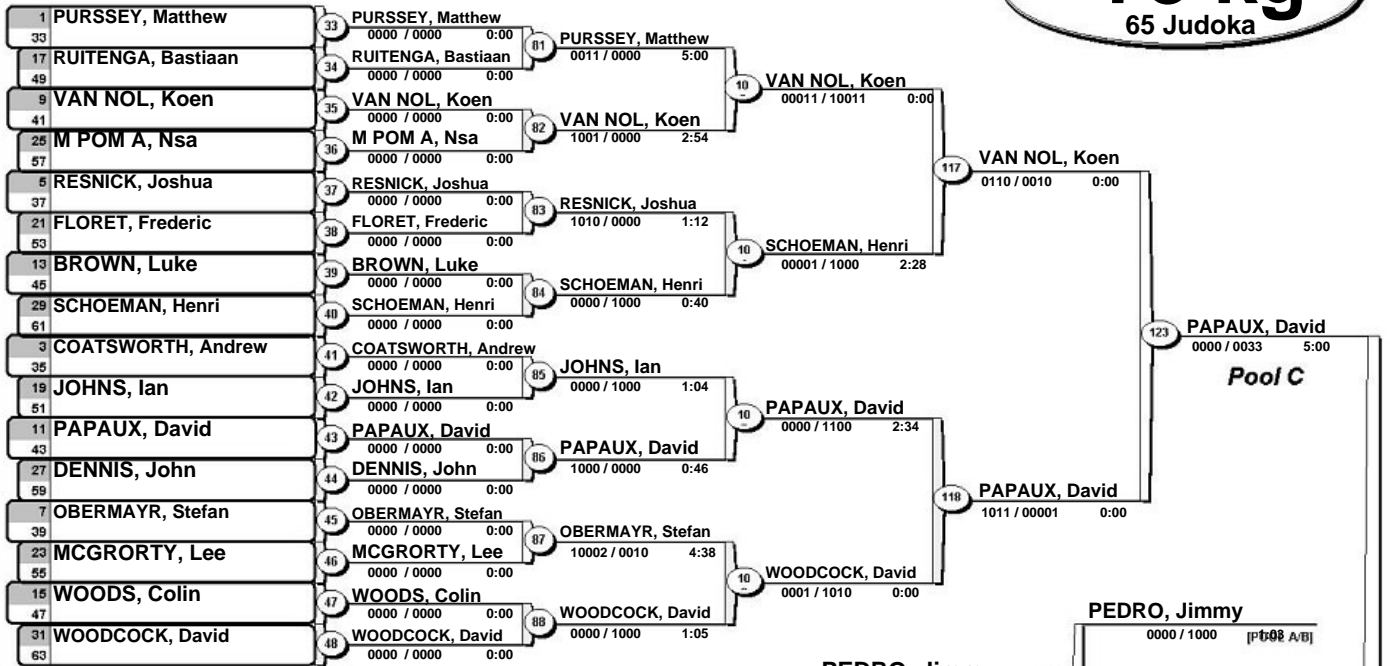 65 Judoka
1 PURSSEY, Matthew
33
17 RUITENGA, Bastiaan
49
9 VAN NOL, Koen
41
25 M POM A, Nsa
57
5 RESNICK, Joshua
37
21 FLORET, Frederic
53
13 BROWN, Luke
45
29 SCHOEMAN, Henri
61
3 COATSWORTH, Andrew
35
19 JOHNS, Ian
51
11 PAPAUX, David
43
27 DENNIS, John
59
7 OBERMAYR, Stefan
39
23 MCGRORTY, Lee
55
15 WOODS, Colin
47
31 WOODCOCK, David
63
33 PURSSEY, Matthew
0000 / 0000 0:00
34 RUITENGA, Bastiaan
0000 / 0000 0:00
35 VAN NOL, Koen
0000 / 0000 0:00
36 M POM A, Nsa
0000 / 0000 0:00
37 RESNICK, Joshua
0000 / 0000 0:00
38 FLORET, Frederic
0000 / 0000 0:00
39 BROWN, Luke
0000 / 0000 0:00
40 SCHOEMAN, Henri
0000 / 0000 0:00
41 COATSWORTH, Andrew
0000 / 0000 0:00
42 JOHNS, Ian
0000 / 0000 0:00
43 PAPAUX, David
0000 / 0000 0:00
44 DENNIS, John
0000 / 0000 0:00
45 OBERMAYR, Stefan
0000 / 0000 0:00
46 MCGRORTY, Lee
0000 / 0000 0:00
47 WOODS, Colin
0000 / 0000 0:00
48 WOODCOCK, David
0000 / 0000 0:00
81 PURSSEY, Matthew
0011 / 0000 5:00
82 VAN NOL, Koen
1001 / 0000 2:54
83 RESNICK, Joshua
1010 / 0000 1:12
84 SCHOEMAN, Henri
0000 / 1000 0:40
85 JOHNS, Ian
0000 / 1000 1:04
86 PAPAUX, David
1000 / 0000 0:46
87 OBERMAYR, Stefan
10002 / 0010 4:38
88 WOODCOCK, David
0000 / 1000 1:05
10 VAN NOL, Koen
00011 / 10011 0:00
10 SCHOEMAN, Henri
00001 / 1000 2:28
10 PAPAUX, David
0000 / 1100 2:34
10 WOODCOCK, David
0001 / 1010 0:00
117 VAN NOL, Koen
0110 / 0010 0:00
118 PAPAUX, David
1011 / 00001 0:00
123 PAPAUX, David
0000 / 0033 5:00
Pool C
PEDRO, Jimmy
0000 / 1000